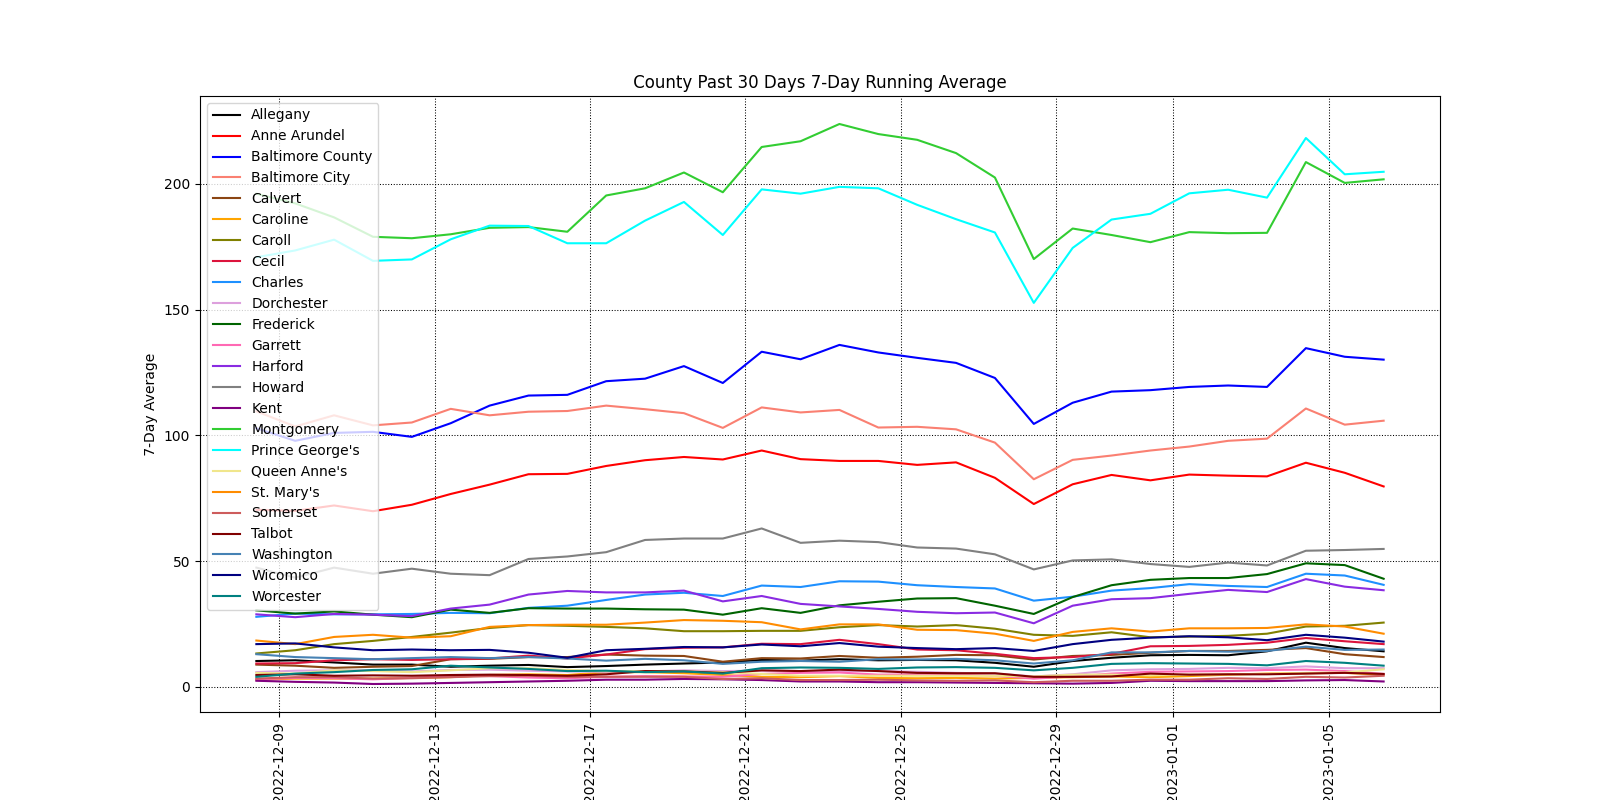 County Past 30 Days 7-Day Running Average
Allegany
Anne Arundel
Baltimore County
Baltimore City
Calvert
Caroline
Caroll
Cecil
Charles
Dorchester
Frederick
Garrett
Harford
Howard
Kent
Montgomery
Prince George's
Queen Anne's
St. Mary's
Somerset
Talbot
Washington
Wicomico
Worcester
7-Day Average
200
150
100
50
0
2022-12-09
2022-12-13
2022-12-17
2022-12-21
2022-12-25
2022-12-29
2023-01-01
2023-01-05